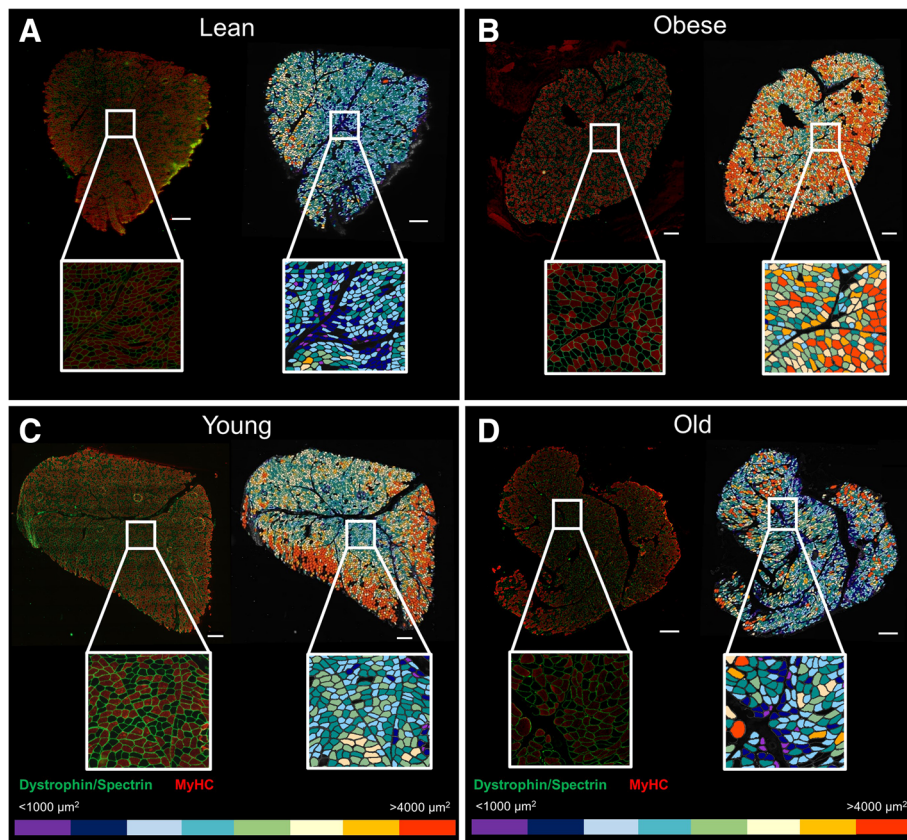 A
Lean
B
Obese
C
Young
D
Old
Dystrophin/Spectrin MyHC
<1000 µm² >4000 µm²
Dystrophin/Spectrin MyHC
<1000 µm² >4000 µm²